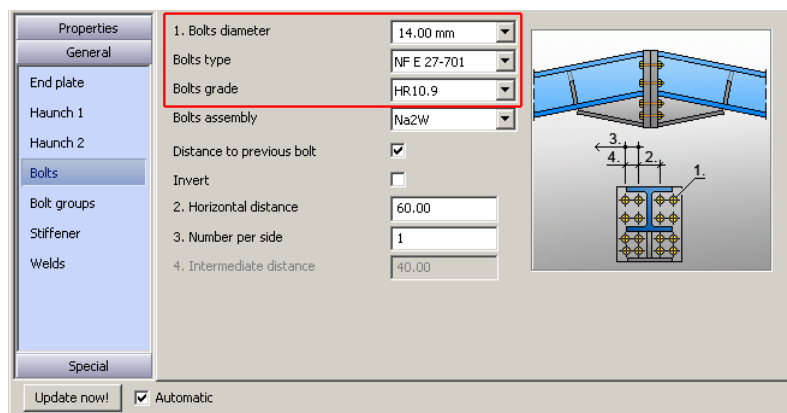 Properties
General
End plate
Haunch 1
Haunch 2
Bolts
Bolt groups
Stiffener
Welds
Special
1. Bolts diameter 14.00 mm
Bolts type NF E 27-701
Bolts grade HR10.9
Bolts assembly Na2W
Distance to previous bolt
Invert
2. Horizontal distance 60.00
3. Number per side 1
4. Intermediate distance 40.00
3.
4. 2. 1.
Update now! Automatic